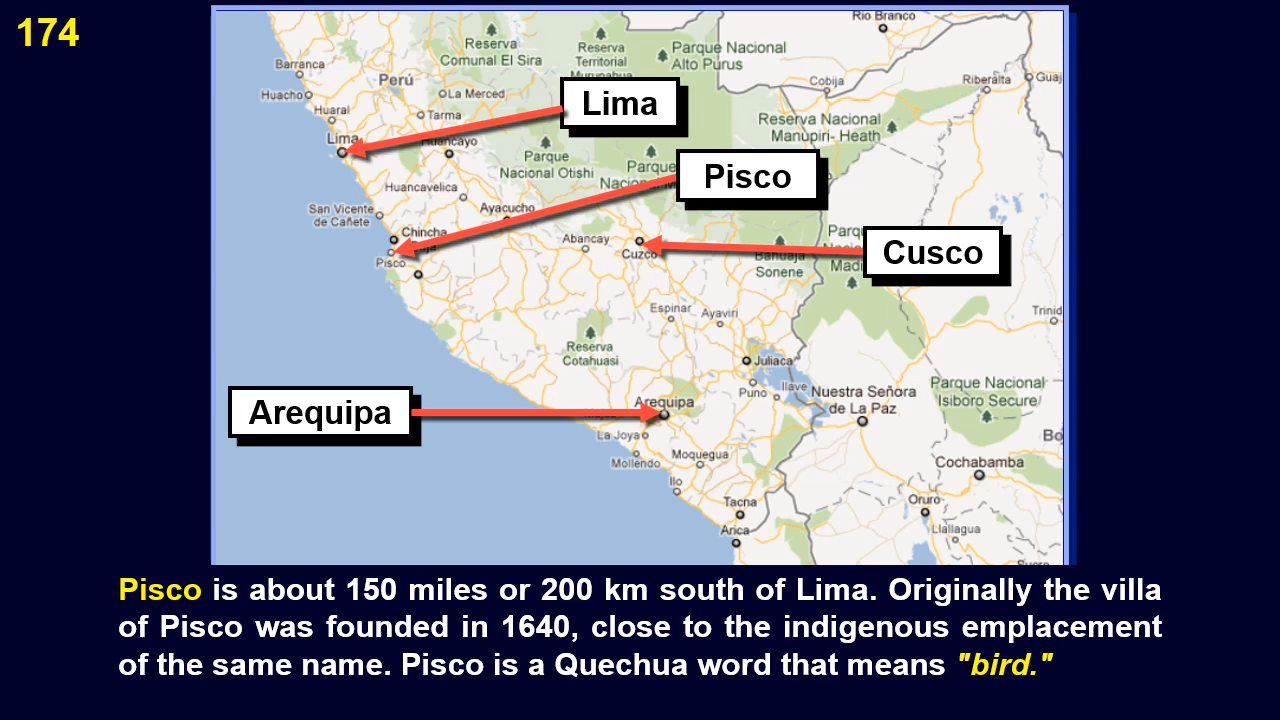 174
Rio Branco
Reserva
Comunal El Sira
Reserva
Territorial
Murunahua
Parque Nacional
Alto Purus
Barranca
Perú
Cobija
Riberalta
Guaj
Huacho
La Merced
Lima
Huaral
Tarma
Reserva Nacional
Manupiri- Heath
Lima
Huancayo
Parque
Nacional Otishi
Parque
Pisco
Huancavelica
San Vicente
de Cañete
Ayacucho
Chincha
Abancay
Cusco
Pisco
Cuzco
Bahuaja
Sonene
Espinar
Ayaviri
Trinid
Reserva
Cotahuasi
Juliaca
Puno
Ilave
Nuestra Señora
de La Paz
Parque Nacional
Isiboro Secure
Arequipa
Arequipa
La Joya
Bo
Mollendo
Moquegua
Cochabamba
Ilo
Tacna
Oruro
Arica
Llallagua
Pisco is about 150 miles or 200 km south of Lima. Originally the villa
of Pisco was founded in 1640, close to the indigenous emplacement
of the same name. Pisco is a Quechua word that means "bird."